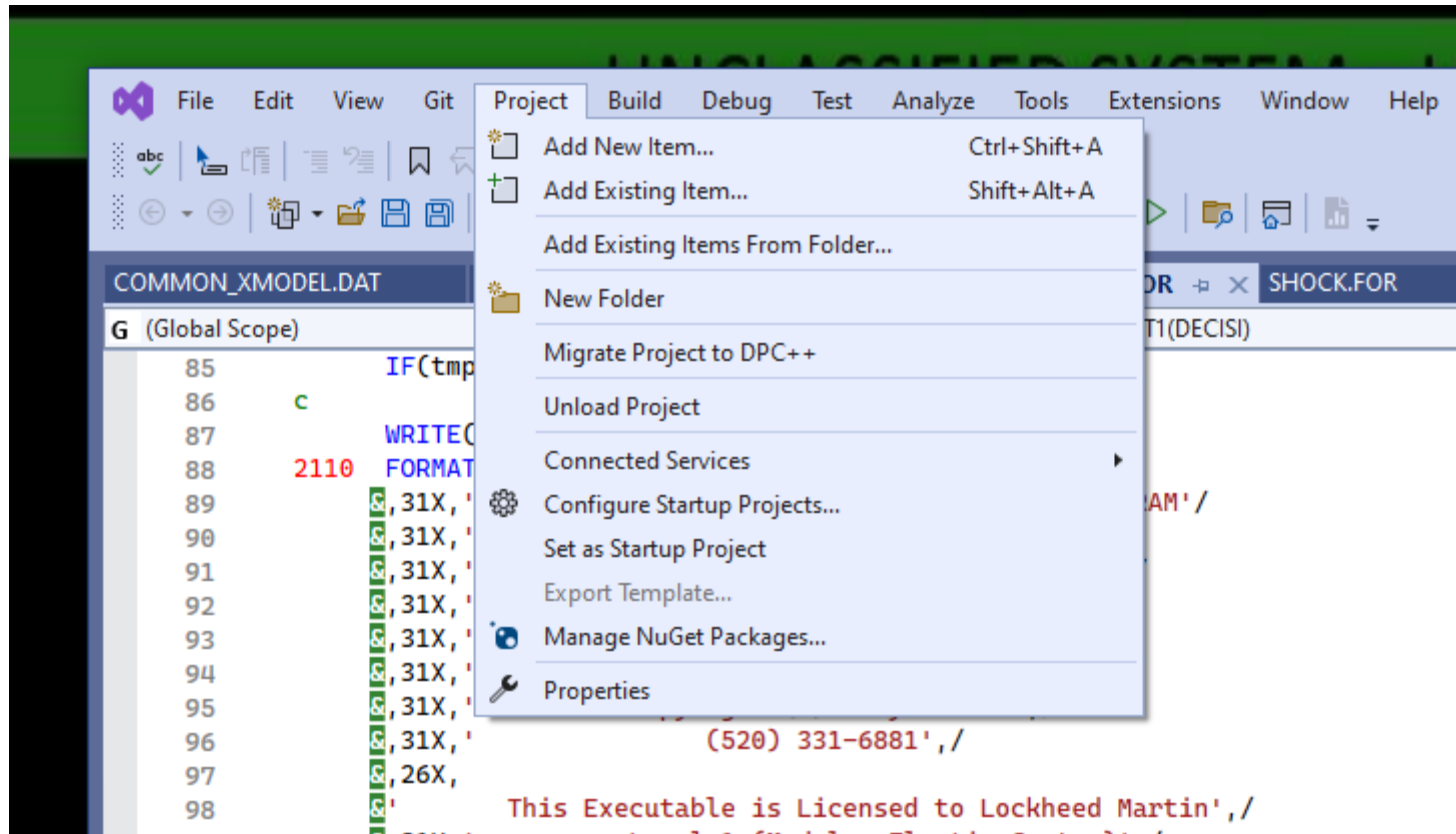 UNCLASSIFIED SYSTEM
File Edit View Git Project Build Debug Test Analyze Tools Extensions Window Help
Add New Item... Ctrl+Shift+A
abc
Add Existing Item... Shift+Alt+A
Add Existing Items From Folder...
COMMON_XMODEL.DAT OR SHOCK.FOR
New Folder
G (Global Scope) T1(DECISI)
Migrate Project to DPC++
85 IF(tmp
86 c
Unload Project
87 WRITE(
Connected Services
88 2110 FORMAT
89 &,31X,' AM'/
Configure Startup Projects...
90 &,31X,'
Set as Startup Project
91 &,31X,'
Export Template...
92 &,31X,'
Manage NuGet Packages...
93 &,31X,'
94 &,31X,'
Properties
95 &,31X,'
96 &,31X,' (520) 331-6881',/
97 &,26X,
98 &' This Executable is Licensed to Lockheed Martin',/